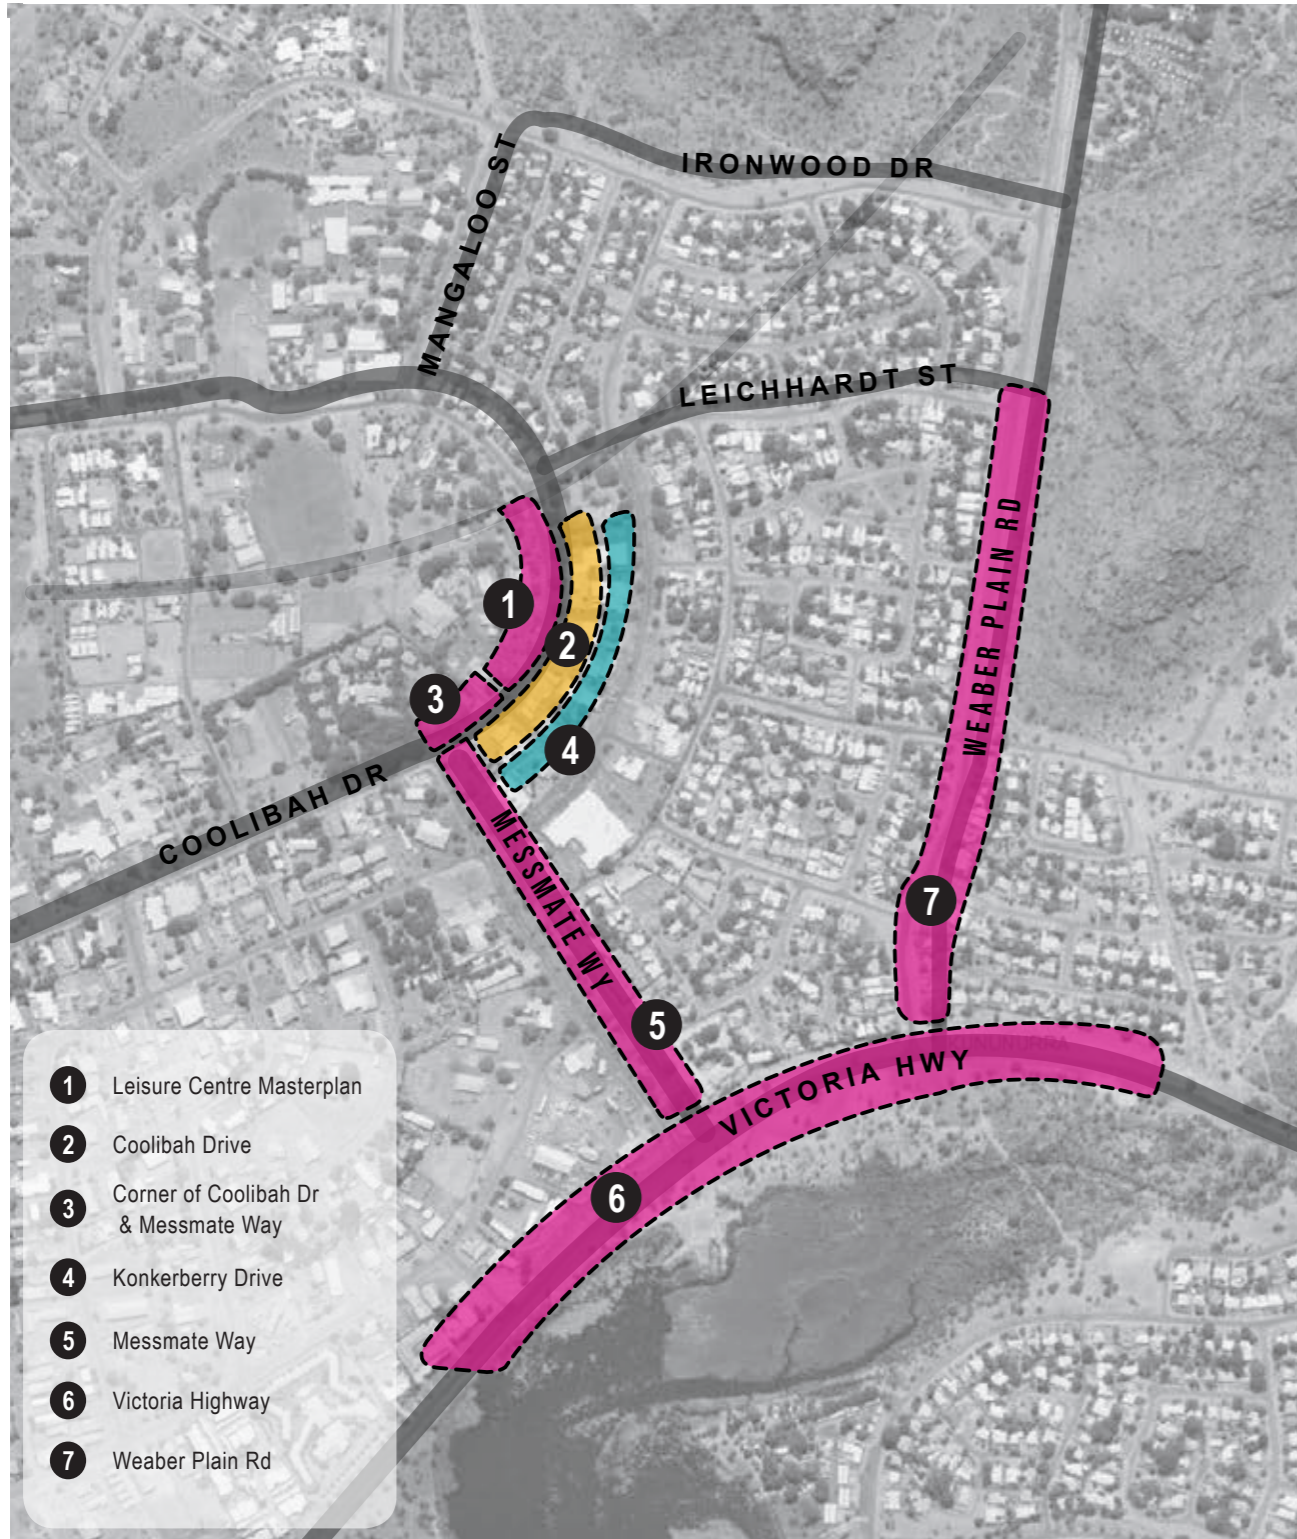 IRONWOOD DR
MANGALOO ST
LEICHHARDT ST
WEABER PLAIN RD
1
2
3
4
COOLIBAH DR
MESSMATE WY
7
5
KUNUNURRA
VICTORIA HWY
6
1 Leisure Centre Masterplan
2 Coolibah Drive
3 Corner of Coolibah Dr
& Messmate Way
4 Konkerberry Drive
5 Messmate Way
6 Victoria Highway
7 Weaber Plain Rd